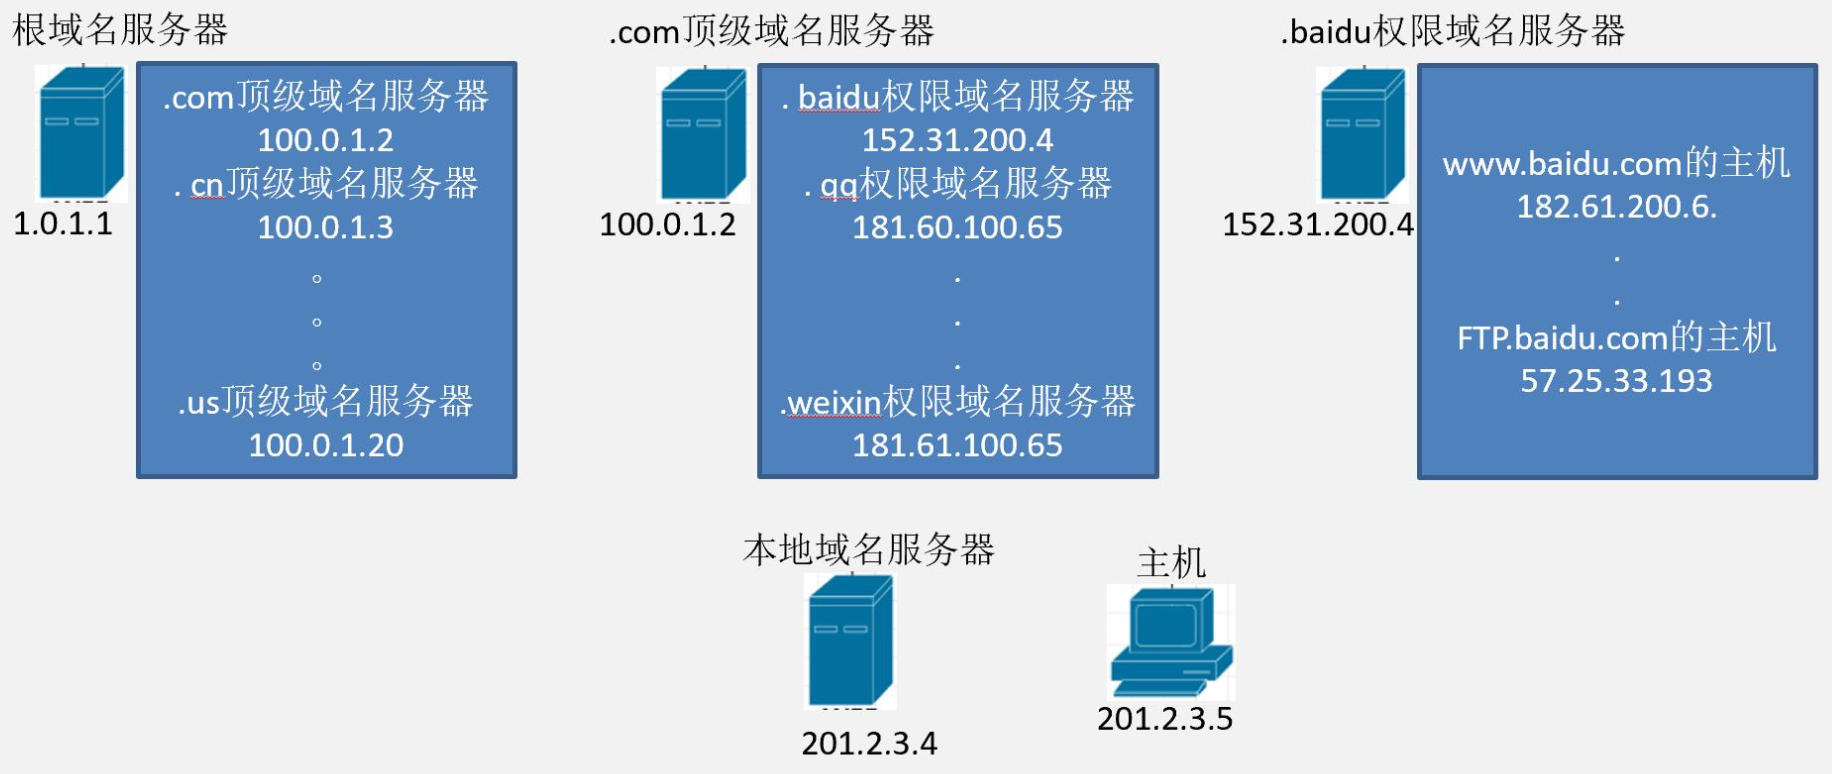 根域名服务器
.com顶级域名服务器
100.0.1.2
. cn顶级域名服务器
100.0.1.3
。
。
。
.us顶级域名服务器
100.0.1.20
1.0.1.1
.com顶级域名服务器
. baidu权限域名服务器
152.31.200.4
. qq权限域名服务器
181.60.100.65
.
.
.
.weixin权限域名服务器
181.61.100.65
100.0.1.2
.baidu权限域名服务器
www.baidu.com的主机
182.61.200.6.
.
.
FTP.baidu.com的主机
57.25.33.193
152.31.200.4
本地域名服务器
201.2.3.4
主机
201.2.3.5